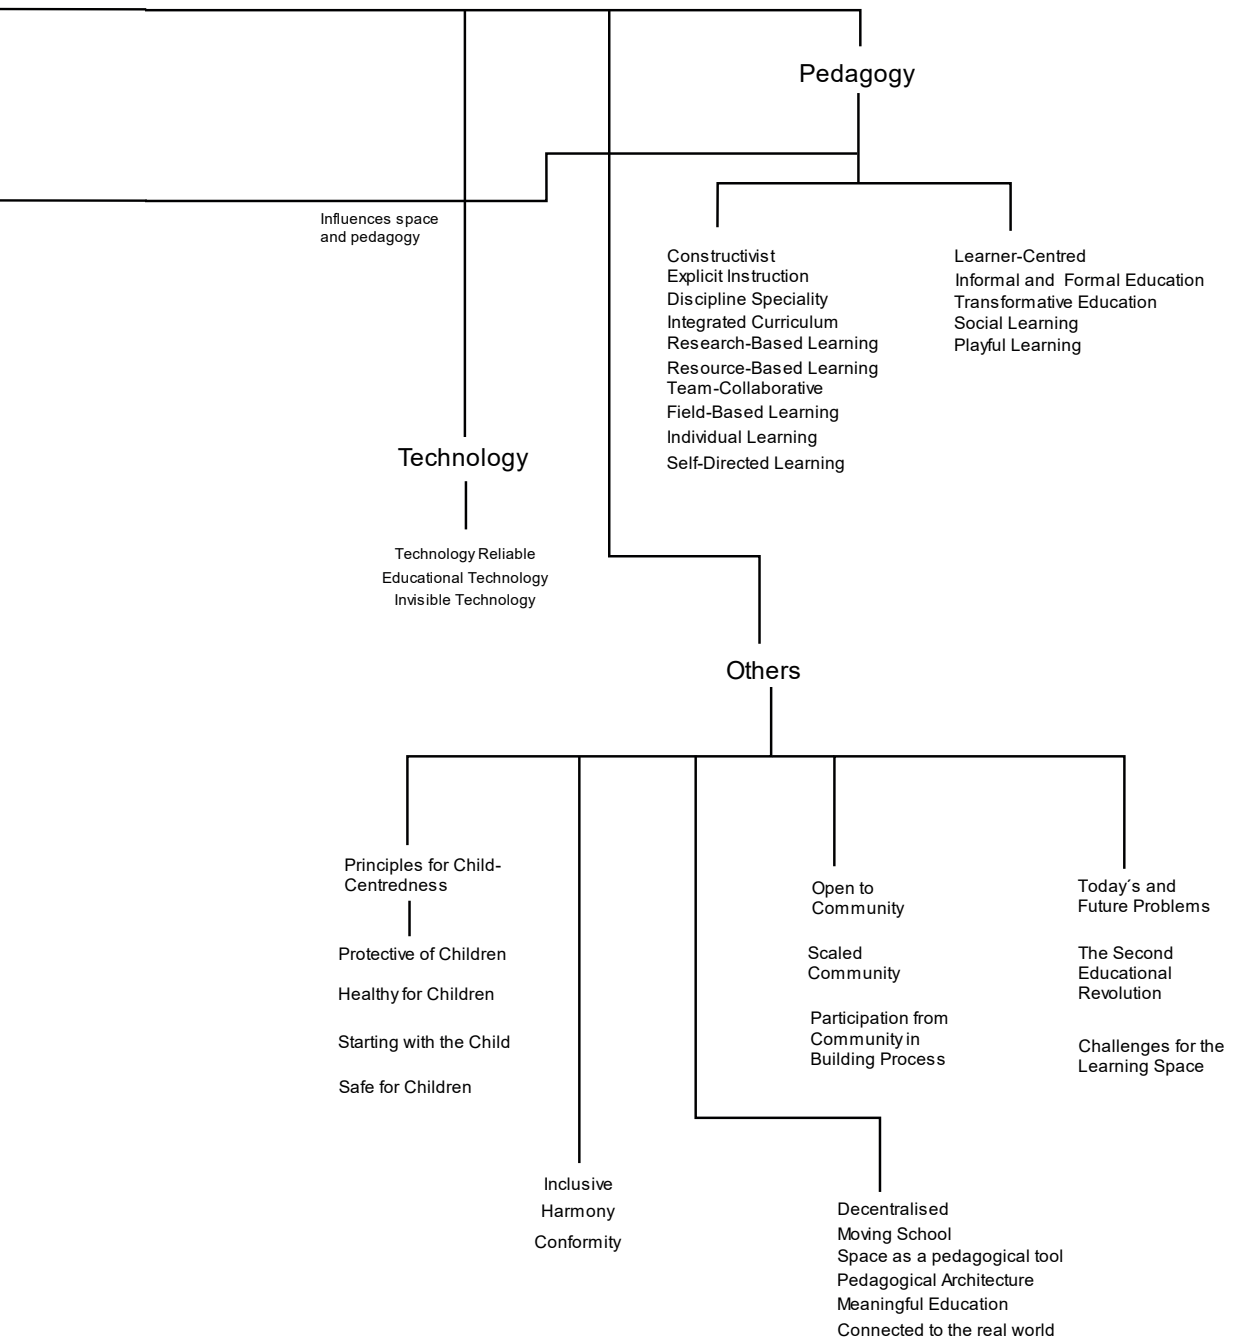 Pedagogy
Influences space
and pedagogy
Constructivist
Explicit Instruction
Discipline Speciality
Integrated Curriculum
Research-Based Learning
Resource-Based Learning
Team-Collaborative
Field-Based Learning
Individual Learning
Self-Directed Learning
Learner-Centred
Informal and Formal Education
Transformative Education
Social Learning
Playful Learning
Technology
Technology Reliable
Educational Technology
Invisible Technology
Others
Principles for Child-
Centredness
Protective of Children
Healthy for Children
Starting with the Child
Safe for Children
Inclusive
Harmony
Conformity
Open to
Community
Scaled
Community
Participation from
Community in
Building Process
Decentralised
Moving School
Space as a pedagogical tool
Pedagogical Architecture
Meaningful Education
Connected to the real world
Today´s and
Future Problems
The Second
Educational
Revolution
Challenges for the
Learning Space